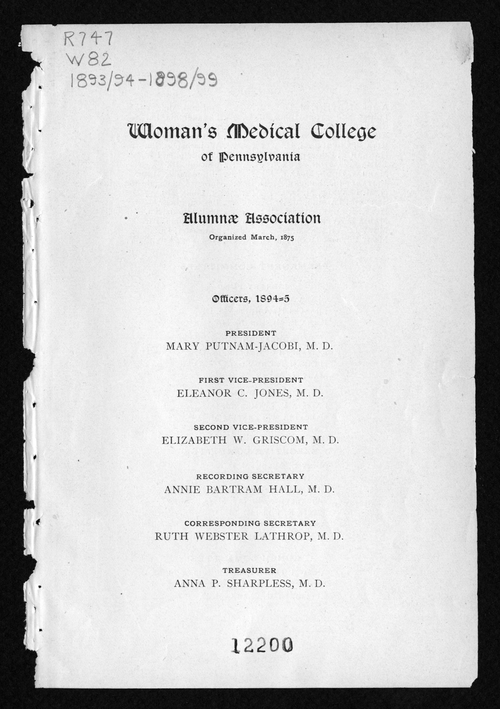 R747
W82
1893/94-1898/99
Woman's Medical College
of Pennsylvania
Alumnæ Association
Organized March, 1875
Officers, 1894=5
PRESIDENT
MARY PUTNAM-JACOBI, M. D.
FIRST VICE-PRESIDENT
ELEANOR C. JONES, M. D.
SECOND VICE-PRESIDENT
ELIZABETH W. GRISCOM, M. D.
RECORDING SECRETARY
ANNIE BARTRAM HALL, M. D.
CORRESPONDING SECRETARY
RUTH WEBSTER LATHROP, M. D.
TREASURER
ANNA P. SHARPLESS, M. D.
12200